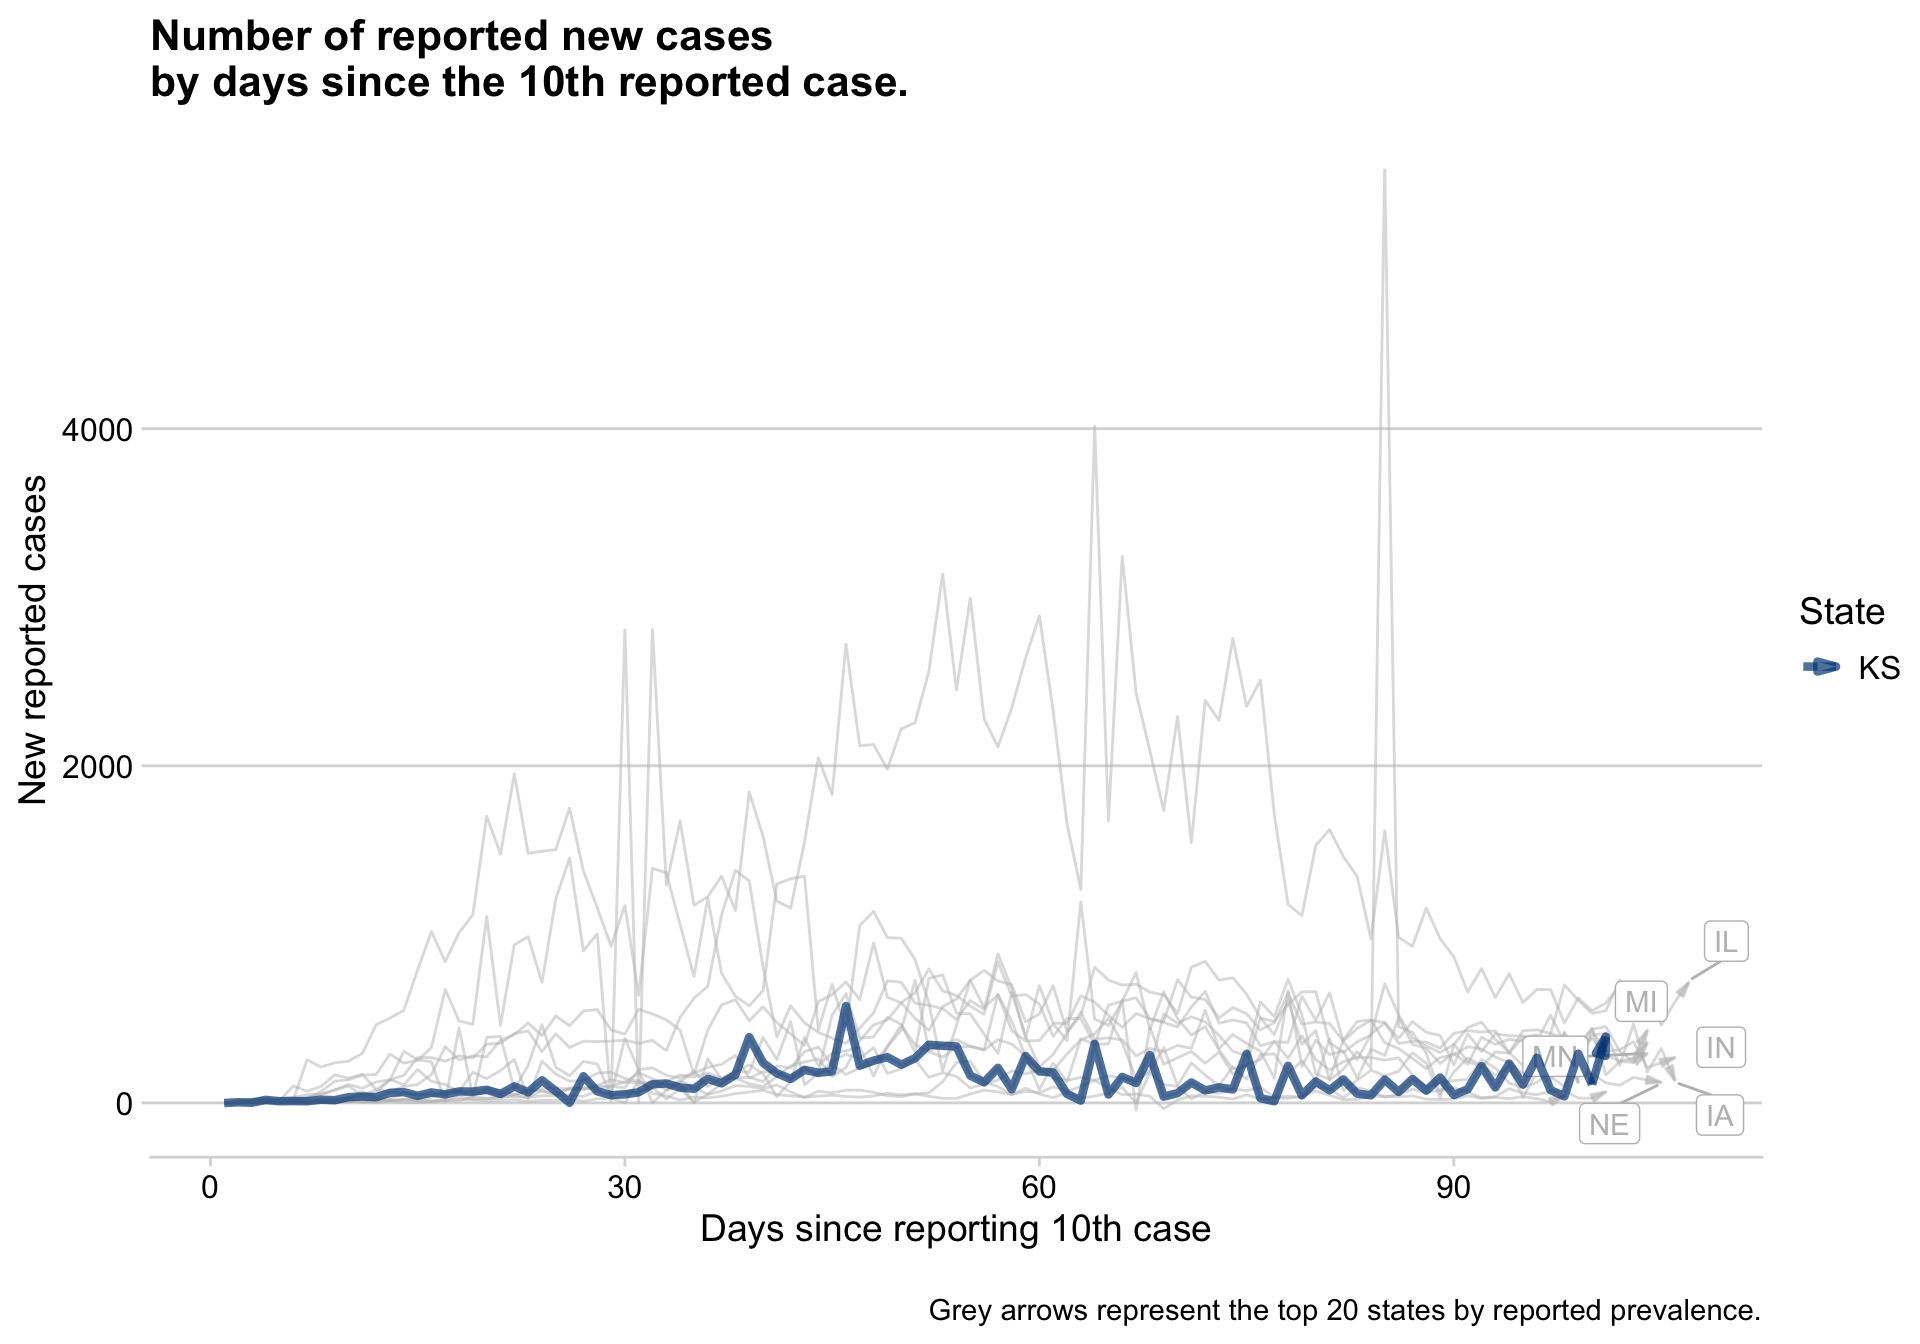 Number of reported new cases
by days since the 10th reported case.
New reported cases
4000
2000
0
0
30
60
90
Days since reporting 10th case
IL
MI
MN
IN
NE
IA
State
KS
Grey arrows represent the top 20 states by reported prevalence.